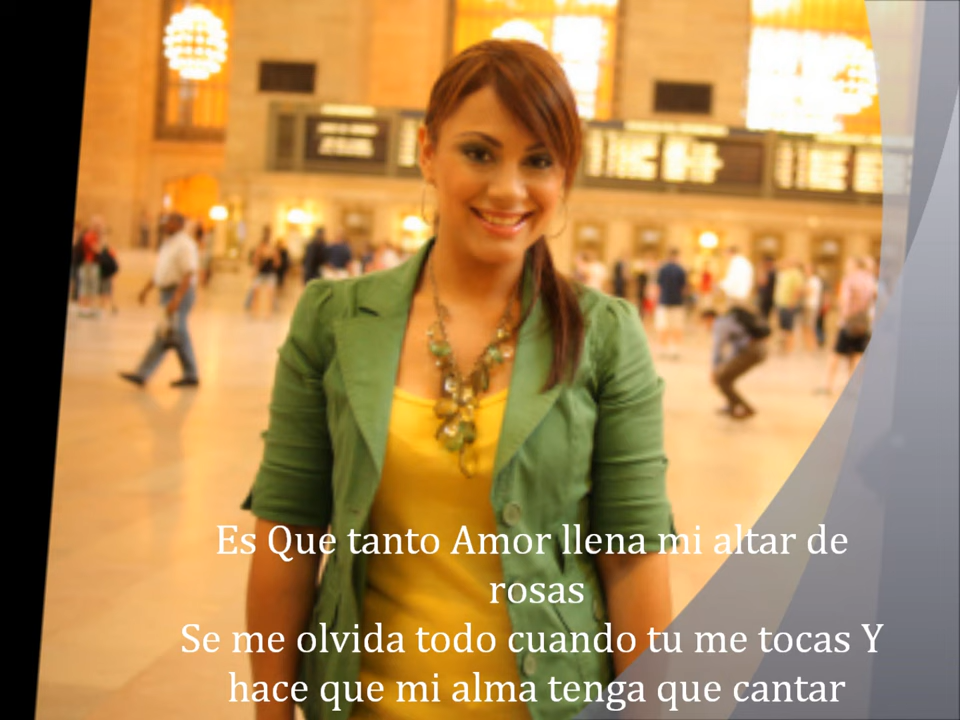 Es Que tanto Amor llena mi altar de
rosas
Se me olvida todo cuando tu me tocas Y
hace que mi alma tenga que cantar